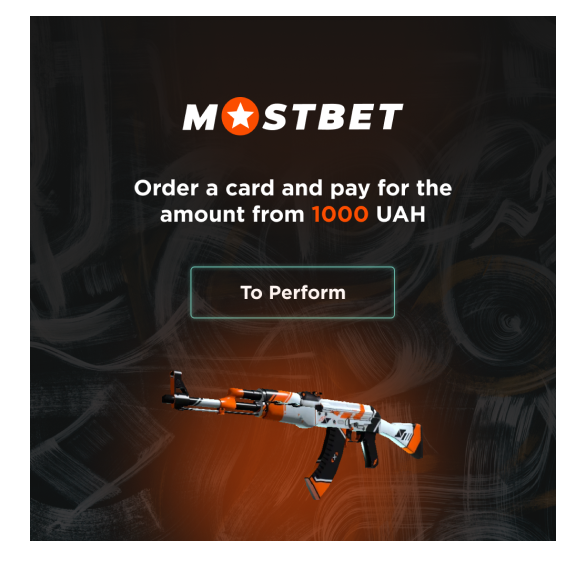 MOSTBET
Order a card and pay for the
amount from 1000 UAH
To Perform